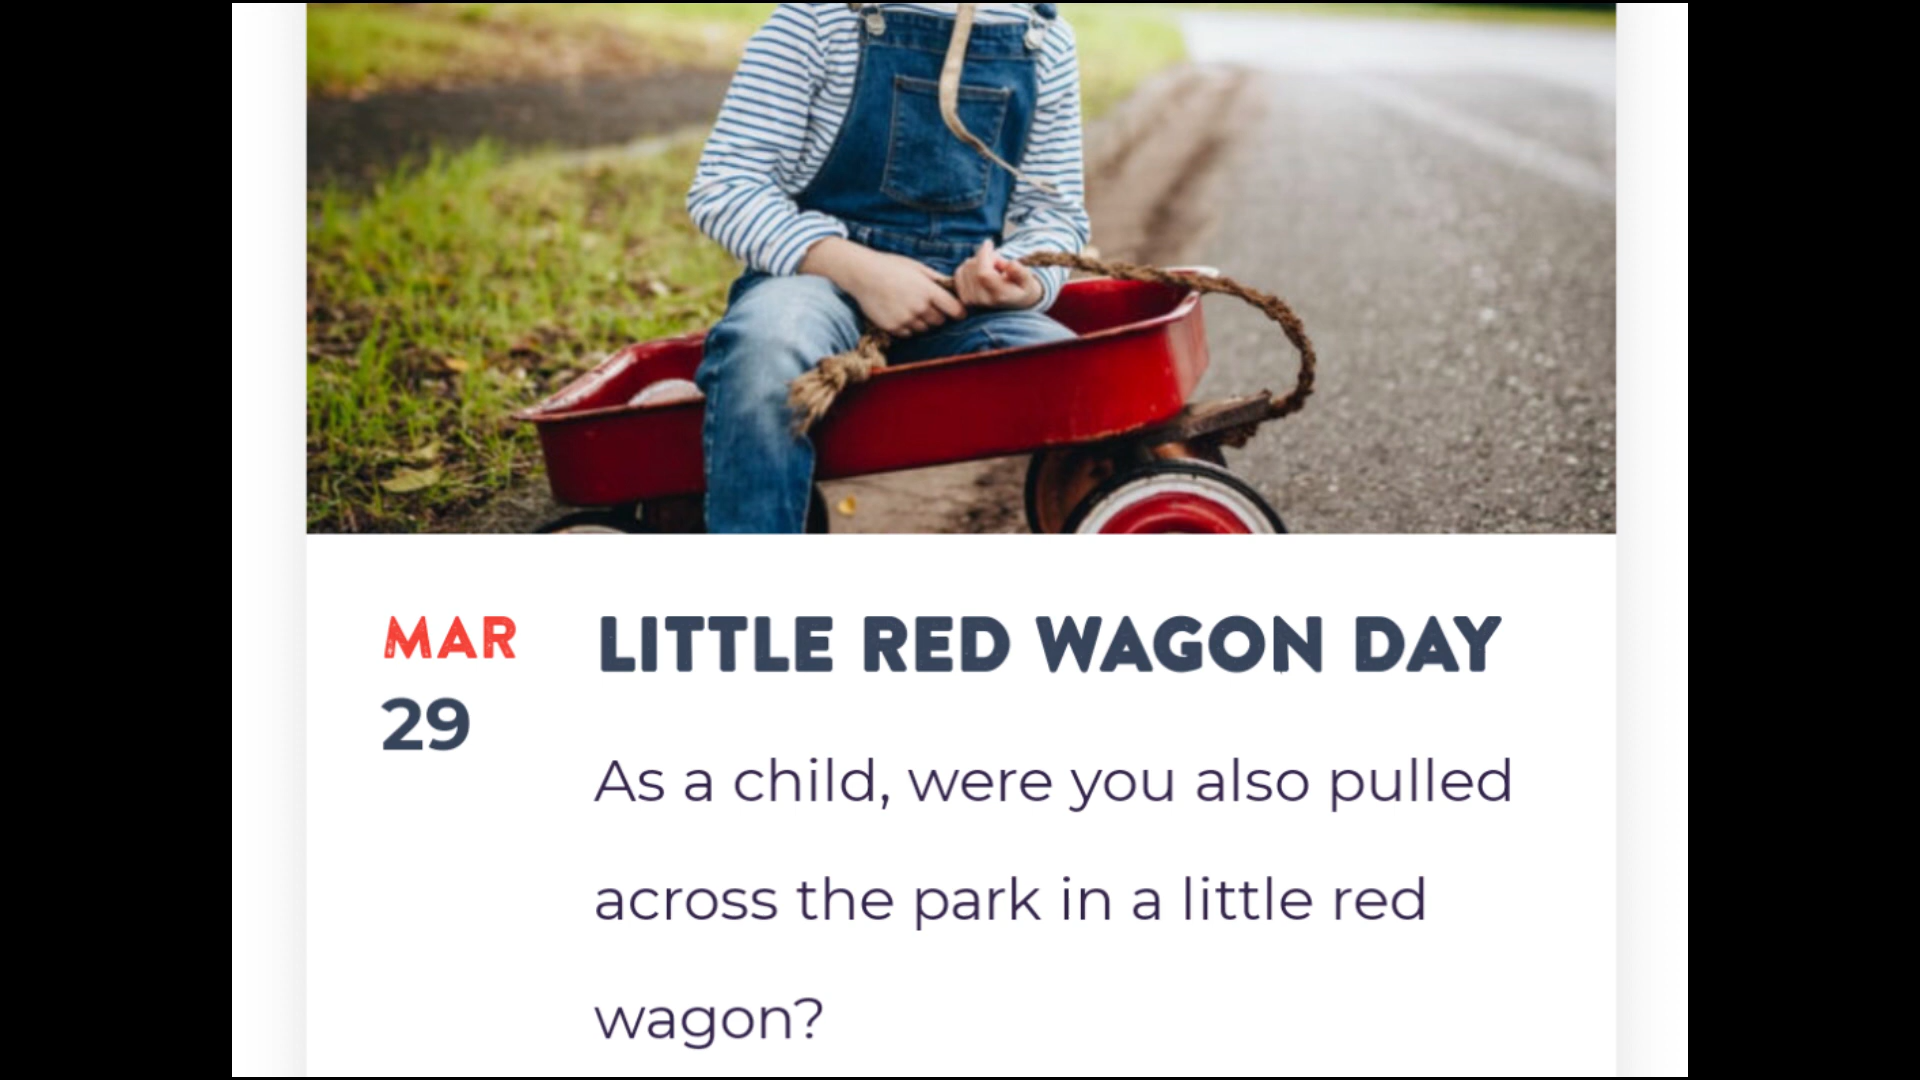 MAR
29
LITTLE RED WAGON DAY
As a child, were you also pulled
across the park in a little red
wagon?